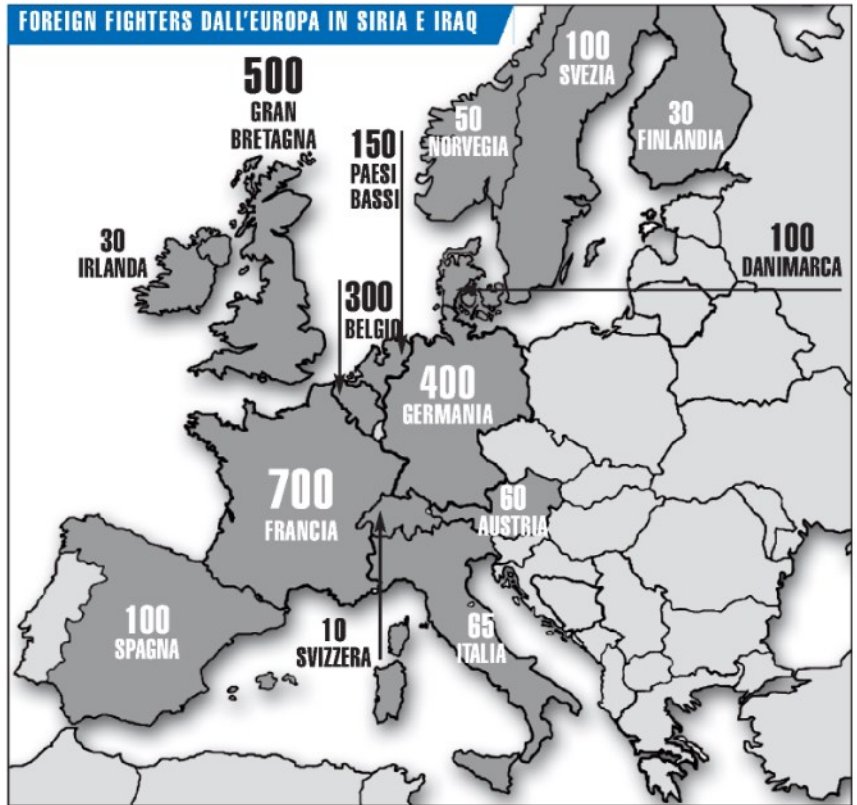 FOREIGN FIGHTERS DALL'EUROPA IN SIRIA E IRAQ
500
GRAN
BRETAGNA
100
SVEZIA
50
NORVEGIA
30
FINLANDIA
150
PAESI
BASSI
30
IRLANDA
100
DANIMARCA
300
BELGIO
400
GERMANIA
700
FRANCIA
60
AUSTRIA
100
SPAGNA
10
SVIZZERA
65
ITALIA